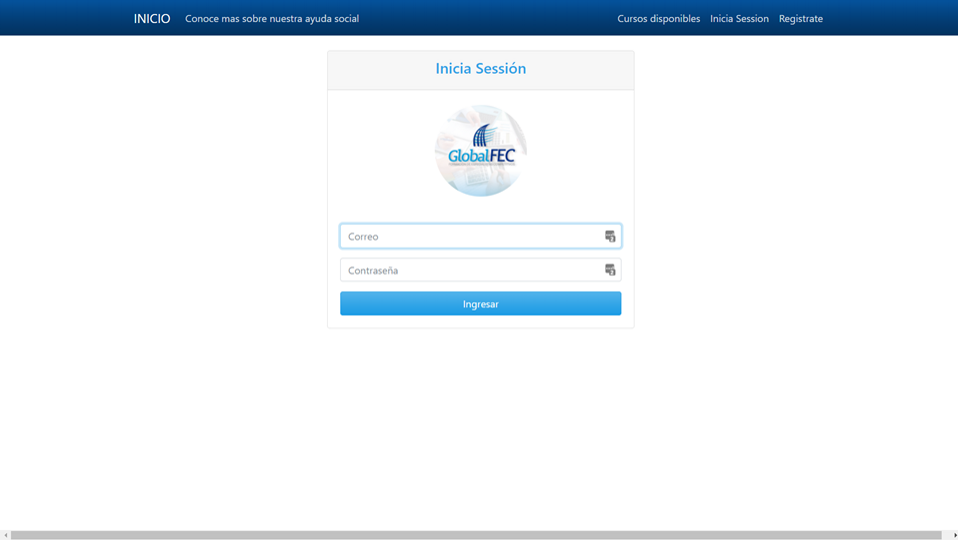 INICIO Conoce mas sobre nuestra ayuda social Cursos disponibles Inicia Session Registrate
Inicia Sessión
GlobalFEC
Correo
Contraseña
Ingresar